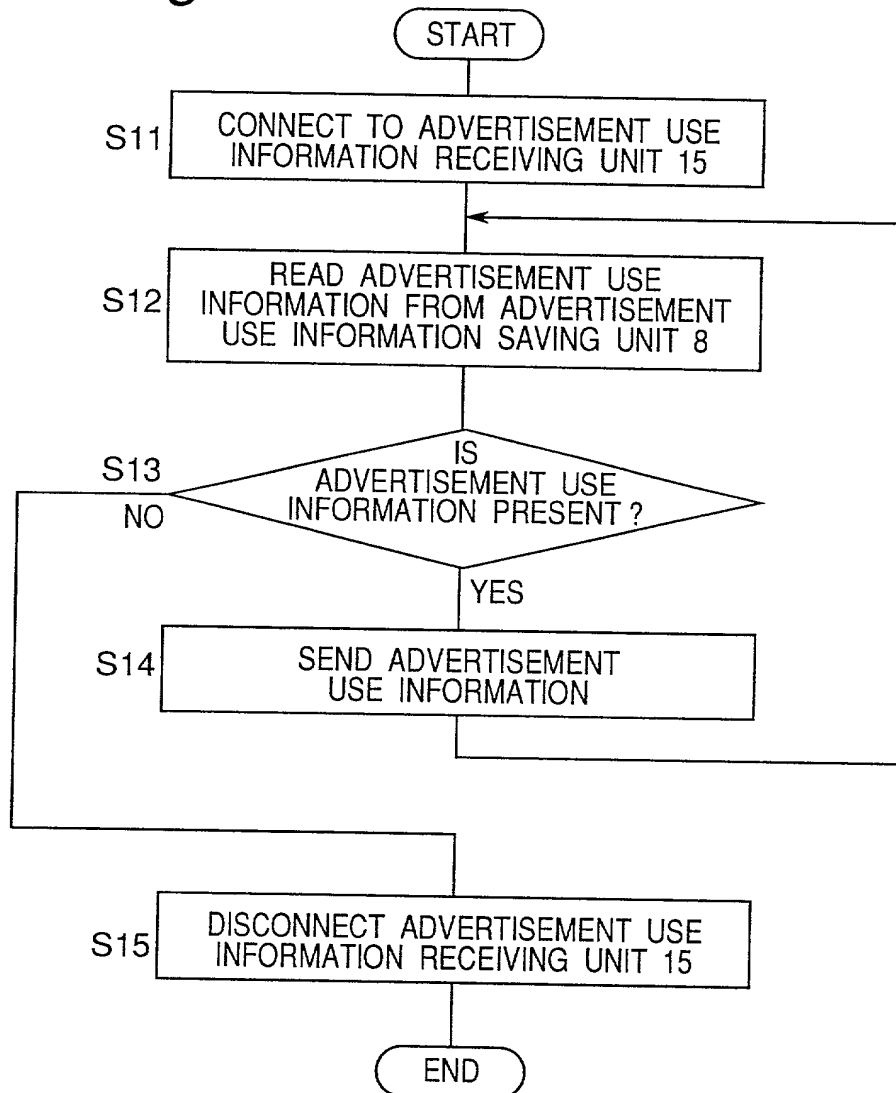 START
S11
CONNECT TO ADVERTISEMENT USE
INFORMATION RECEIVING UNIT 15
S12
READ ADVERTISEMENT USE
INFORMATION FROM ADVERTISEMENT
USE INFORMATION SAVING UNIT 8
S13
IS
ADVERTISEMENT USE
INFORMATION PRESENT ?
NO
YES
S14
SEND ADVERTISEMENT
USE INFORMATION
S15
DISCONNECT ADVERTISEMENT USE
INFORMATION RECEIVING UNIT 15
END